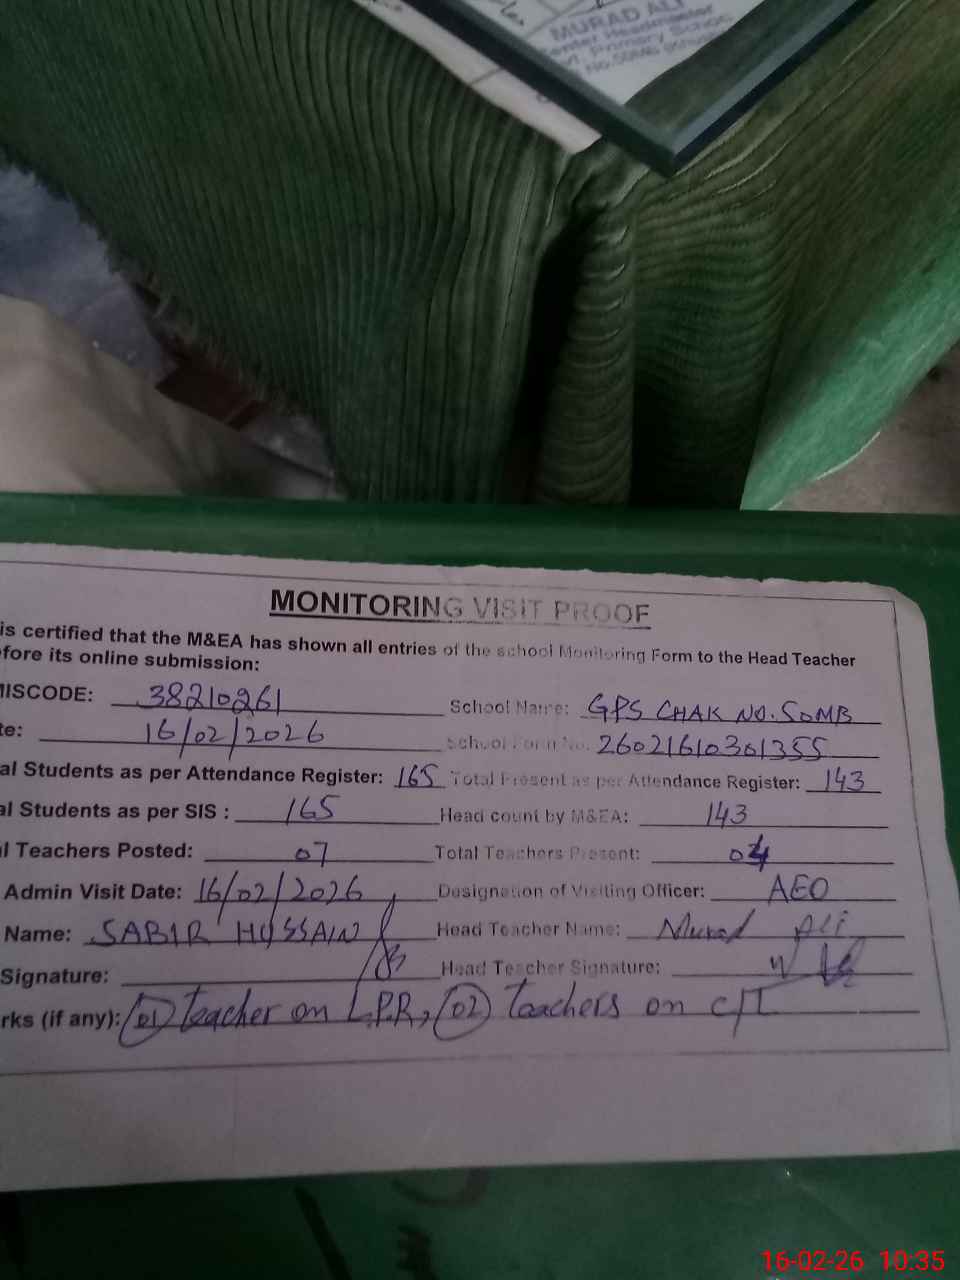 MURAD ALI
Center Headmaster
Primary School
MONITORING VISIT PROOF
is certified that the M&EA has shown all entries of the school Monitoring Form to the Head Teacher
fore its online submission:
MISCODE: 38210261 School Name: GPS CHAK NO. 50MB
te: 16/02/2026 School Form No. 26021610301355
al Students as per Attendance Register: 165 Total Present as per Attendance Register: 143
al Students as per SIS : 165 Head count by M&EA: 143
l Teachers Posted: 07 Total Teachers Present: 04
Admin Visit Date: 16/02/2026 Designation of Visiting Officer: AEO
Name: SABIR HUSSAIN Head Teacher Name: Murad Ali
Signature: Head Teacher Signature:
rks (if any): 01 teacher on L.P.R, 02 teachers on C/L
16-02-26 10:35